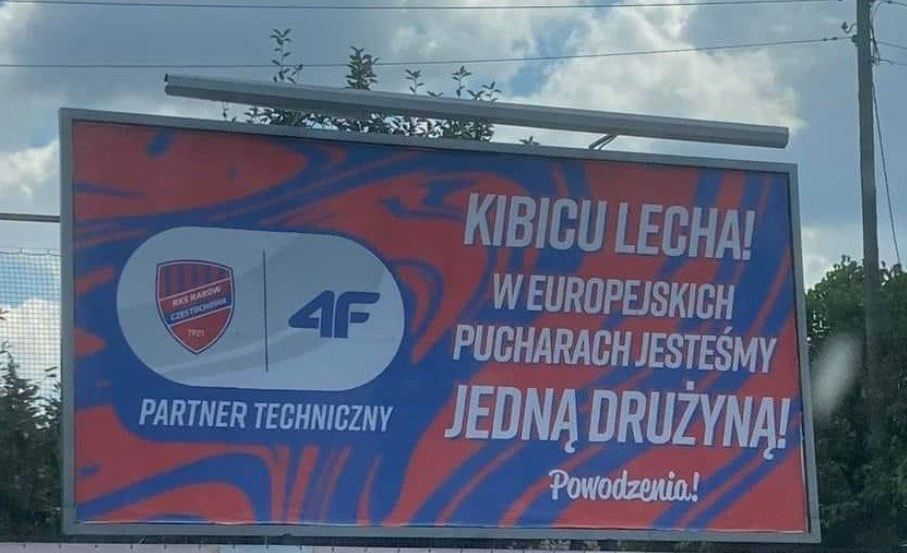 RKS RAKÓW
CZĘSTOCHOWA
1921
4F
PARTNER TECHNICZNY
KIBICU LECHA!
W EUROPEJSKICH
PUCHARACH JESTEŚMY
JEDNĄ DRUŻYNĄ!
Powodzenia!